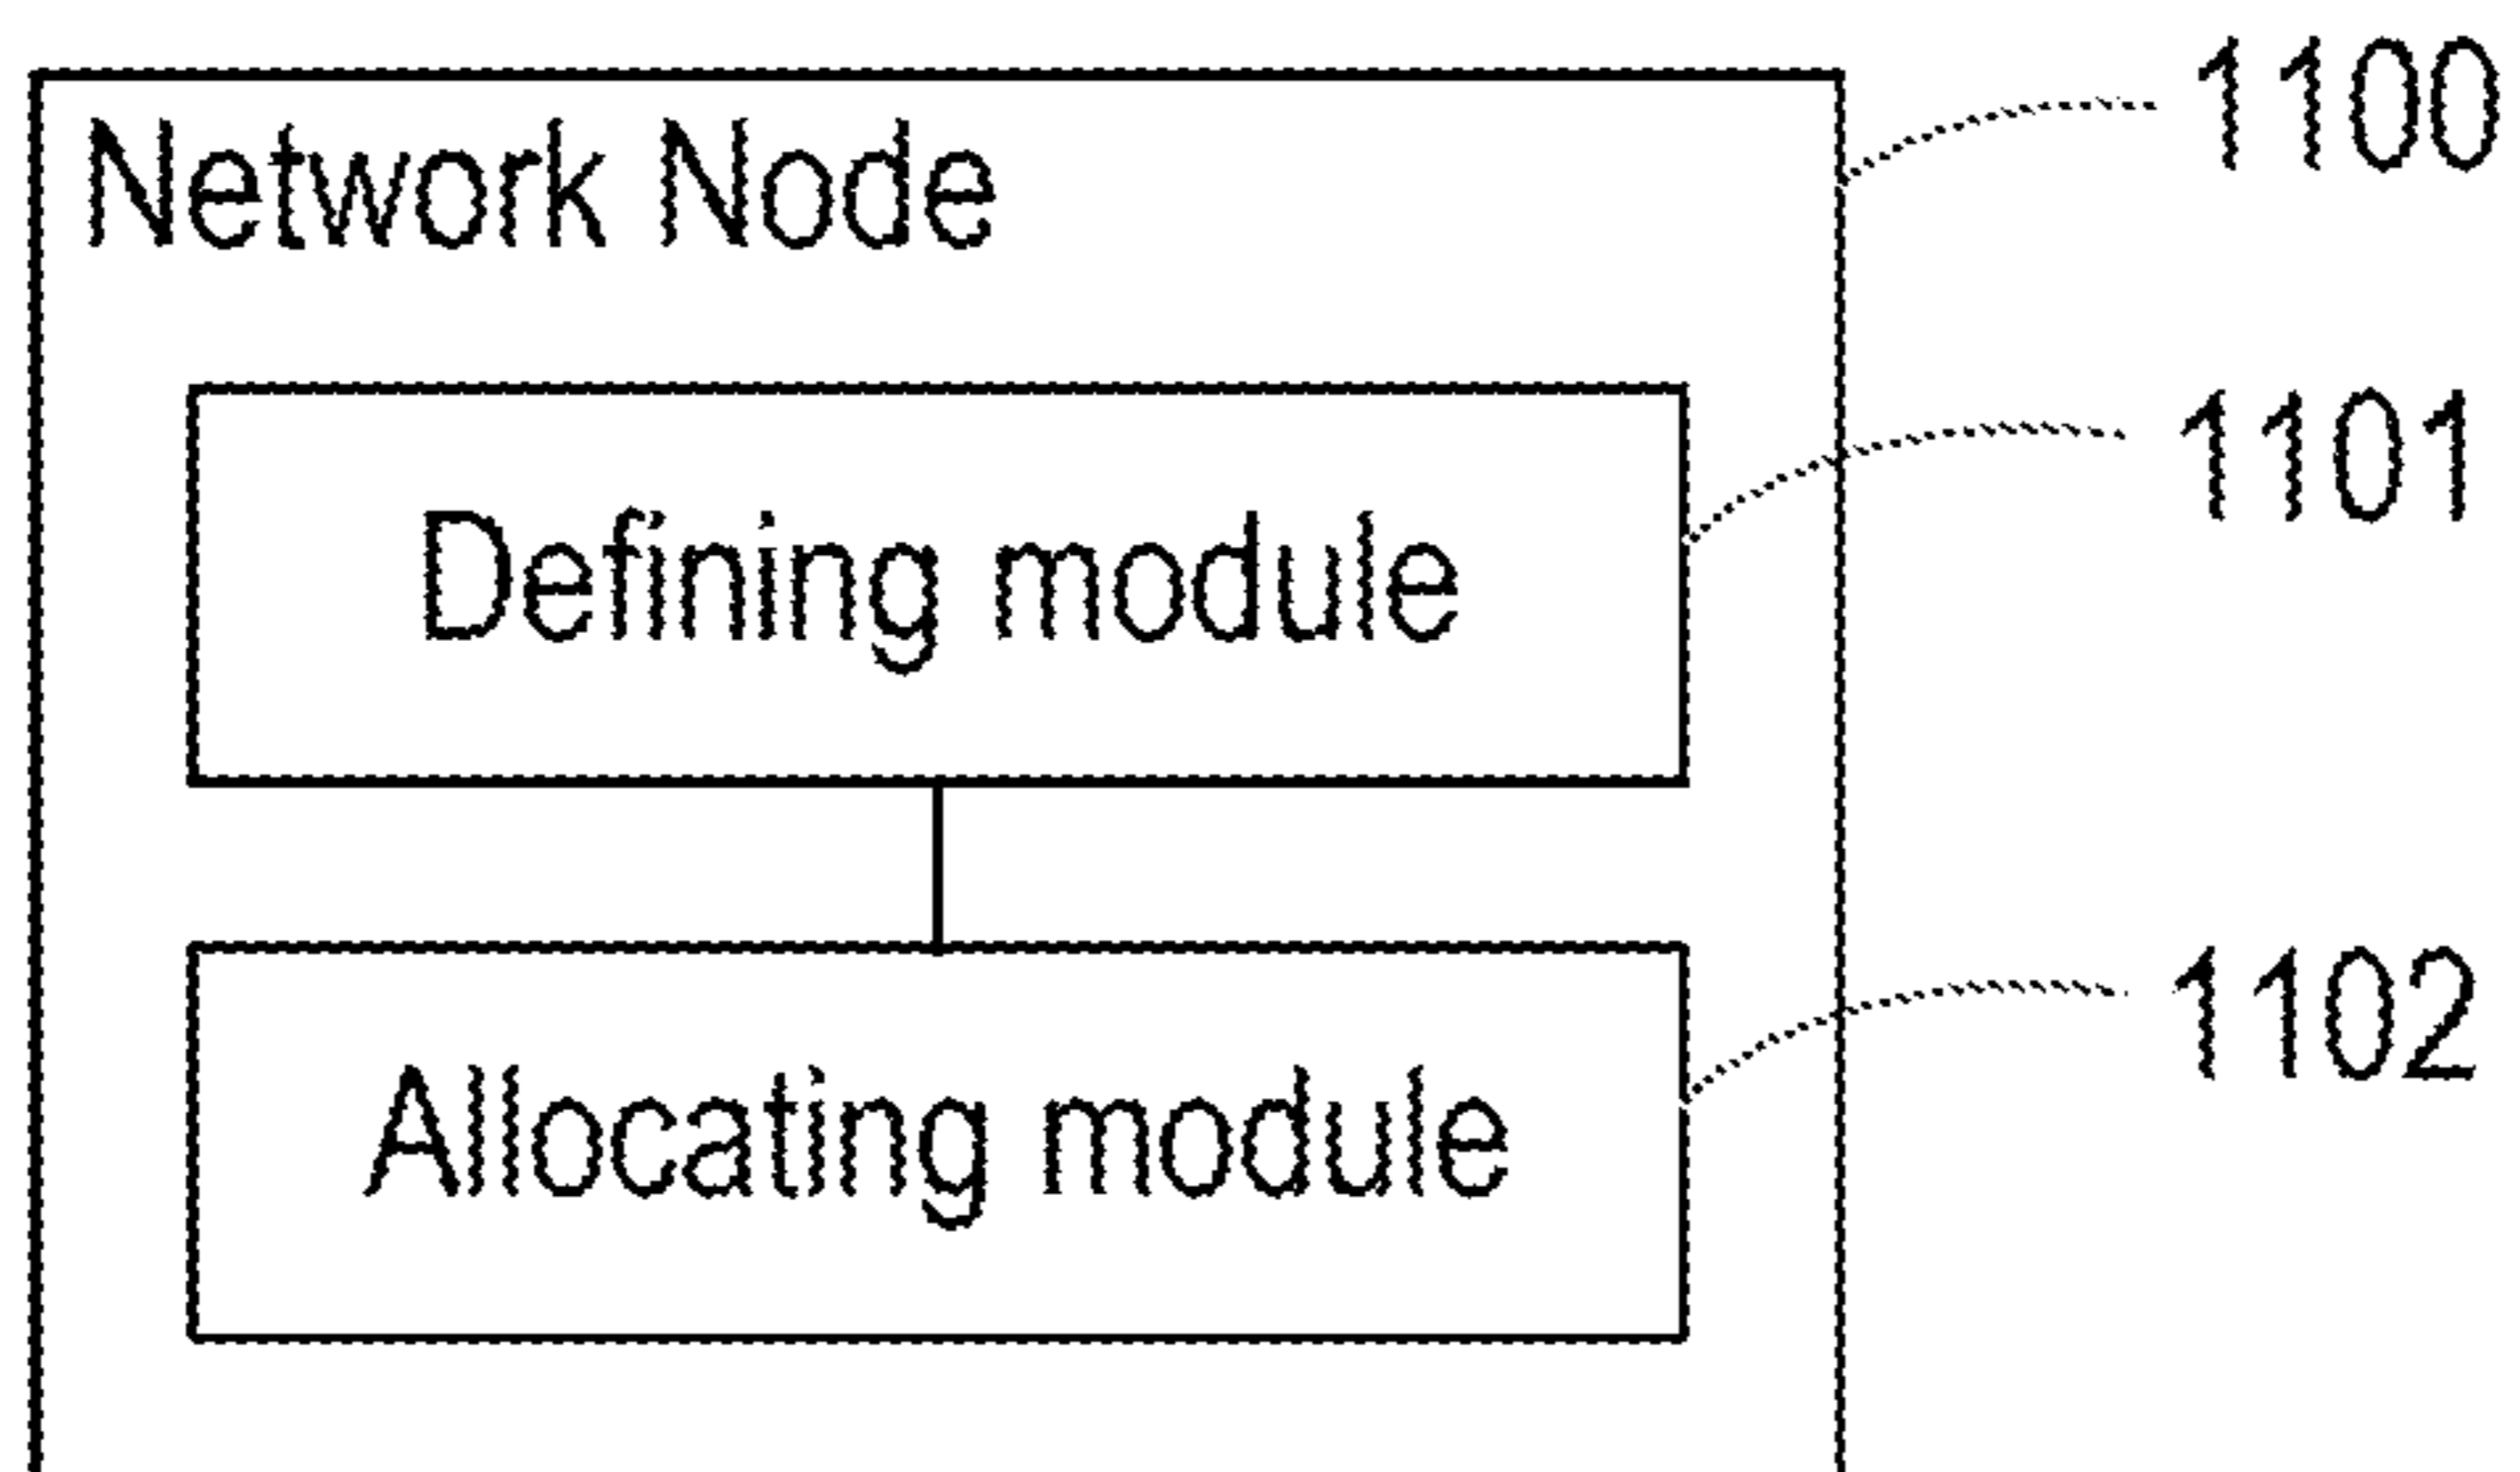 Network Node
1100
Defining module
1101
Allocating module
1102